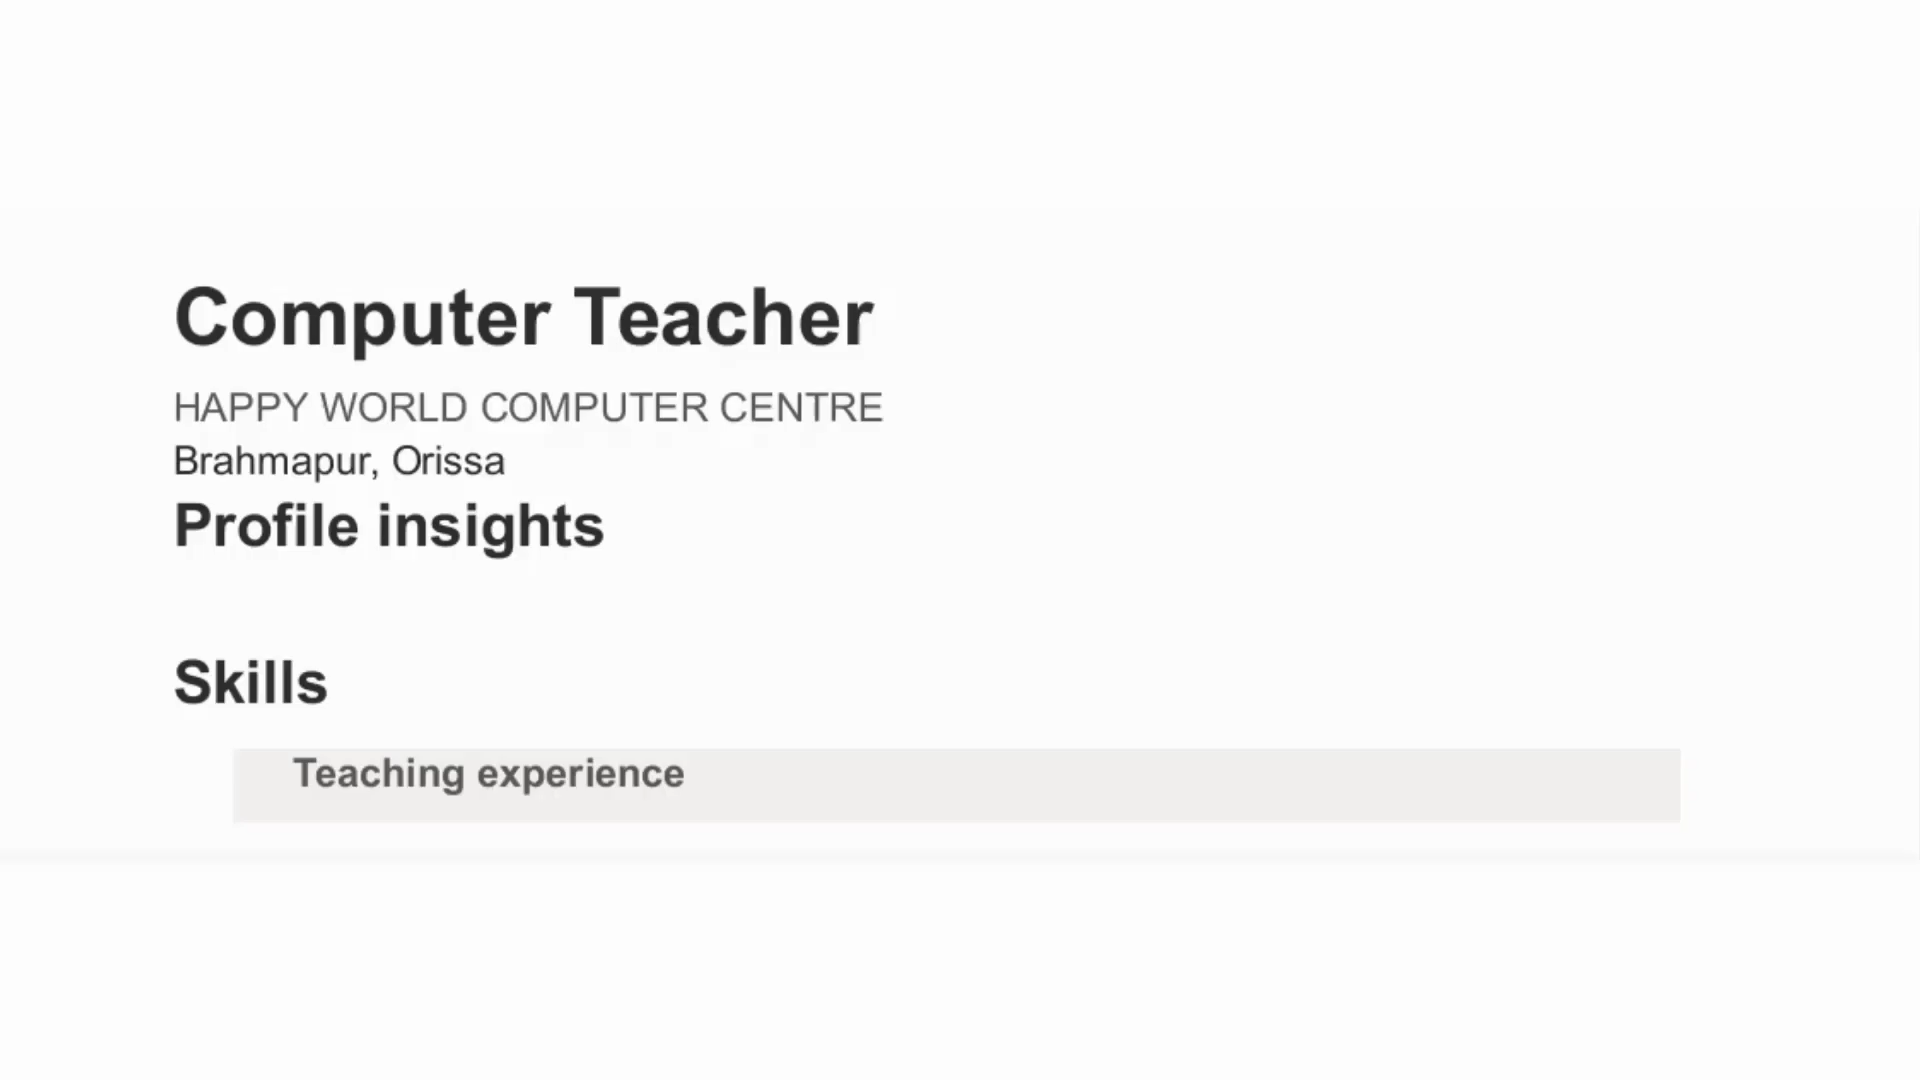 Computer Teacher
HAPPY WORLD COMPUTER CENTRE
Brahmapur, Orissa
Profile insights
Skills
Teaching experience